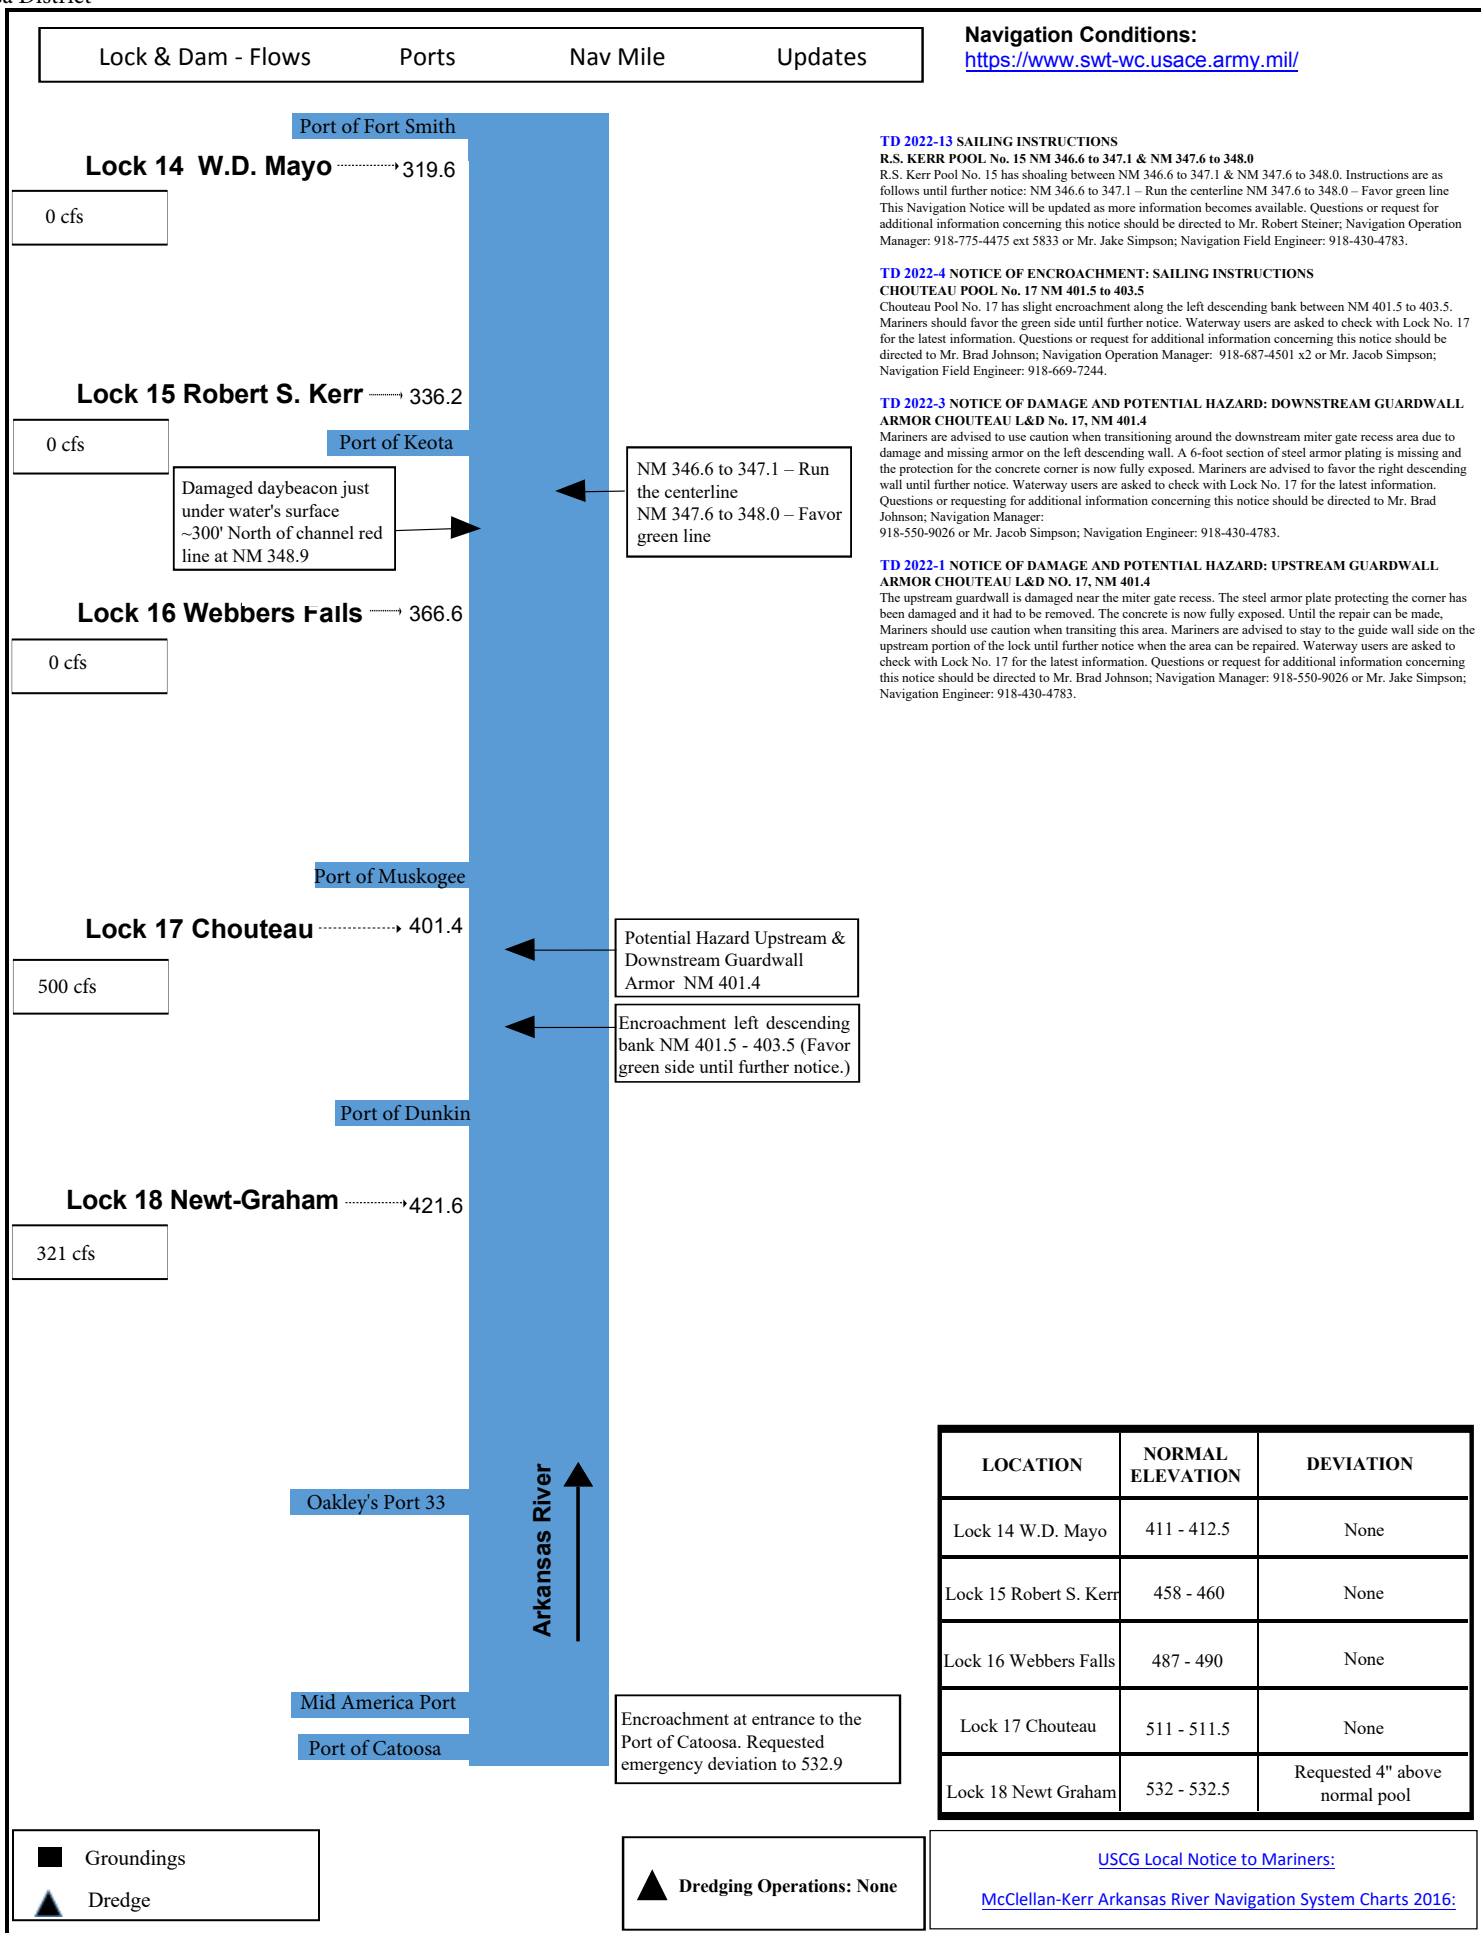 District
Lock & Dam - Flows Ports Nav Mile Updates
Navigation Conditions:
https://www.swt-wc.usace.army.mil/
Port of Fort Smith
Lock 14 W.D. Mayo 319.6
0 cfs
Lock 15 Robert S. Kerr 336.2
0 cfs
Port of Keota
Damaged daybeacon just
under water's surface
~300' North of channel red
line at NM 348.9
NM 346.6 to 347.1 – Run
the centerline
NM 347.6 to 348.0 – Favor
green line
Lock 16 Webbers Falls 366.6
0 cfs
Port of Muskogee
Lock 17 Chouteau 401.4
500 cfs
Potential Hazard Upstream &
Downstream Guardwall
Armor NM 401.4
Encroachment left descending
bank NM 401.5 - 403.5 (Favor
green side until further notice.)
Port of Dunkin
Lock 18 Newt-Graham 421.6
321 cfs
Oakley's Port 33
Arkansas River
Mid America Port
Port of Catoosa
Encroachment at entrance to the
Port of Catoosa. Requested
emergency deviation to 532.9
TD 2022-13 SAILING INSTRUCTIONS
R.S. KERR POOL No. 15 NM 346.6 to 347.1 & NM 347.6 to 348.0
R.S. Kerr Pool No. 15 has shoaling between NM 346.6 to 347.1 & NM 347.6 to 348.0. Instructions are as
follows until further notice: NM 346.6 to 347.1 – Run the centerline NM 347.6 to 348.0 – Favor green line
This Navigation Notice will be updated as more information becomes available. Questions or request for
additional information concerning this notice should be directed to Mr. Robert Steiner; Navigation Operation
Manager: 918-775-4475 ext 5833 or Mr. Jake Simpson; Navigation Field Engineer: 918-430-4783.
TD 2022-4 NOTICE OF ENCROACHMENT: SAILING INSTRUCTIONS
CHOUTEAU POOL No. 17 NM 401.5 to 403.5
Chouteau Pool No. 17 has slight encroachment along the left descending bank between NM 401.5 to 403.5.
Mariners should favor the green side until further notice. Waterway users are asked to check with Lock No. 17
for the latest information. Questions or request for additional information concerning this notice should be
directed to Mr. Brad Johnson; Navigation Operation Manager: 918-687-4501 x2 or Mr. Jacob Simpson;
Navigation Field Engineer: 918-669-7244.
TD 2022-3 NOTICE OF DAMAGE AND POTENTIAL HAZARD: DOWNSTREAM GUARDWALL
ARMOR CHOUTEAU L&D No. 17, NM 401.4
Mariners are advised to use caution when transitioning around the downstream miter gate recess area due to
damage and missing armor on the left descending wall. A 6-foot section of steel armor plating is missing and
the protection for the concrete corner is now fully exposed. Mariners are advised to favor the right descending
wall until further notice. Waterway users are asked to check with Lock No. 17 for the latest information.
Questions or requesting for additional information concerning this notice should be directed to Mr. Brad
Johnson; Navigation Manager:
918-550-9026 or Mr. Jacob Simpson; Navigation Engineer: 918-430-4783.
TD 2022-1 NOTICE OF DAMAGE AND POTENTIAL HAZARD: UPSTREAM GUARDWALL
ARMOR CHOUTEAU L&D NO. 17, NM 401.4
The upstream guardwall is damaged near the miter gate recess. The steel armor plate protecting the corner has
been damaged and it had to be removed. The concrete is now fully exposed. Until the repair can be made,
Mariners should use caution when transiting this area. Mariners are advised to stay to the guide wall side on the
upstream portion of the lock until further notice when the area can be repaired. Waterway users are asked to
check with Lock No. 17 for the latest information. Questions or request for additional information concerning
this notice should be directed to Mr. Brad Johnson; Navigation Manager: 918-550-9026 or Mr. Jake Simpson;
Navigation Engineer: 918-430-4783.
LOCATION NORMAL ELEVATION DEVIATION
Lock 14 W.D. Mayo 411 - 412.5 None
Lock 15 Robert S. Kerr 458 - 460 None
Lock 16 Webbers Falls 487 - 490 None
Lock 17 Chouteau 511 - 511.5 None
Lock 18 Newt Graham 532 - 532.5 Requested 4" above normal pool
Groundings
Dredge
Dredging Operations: None
USCG Local Notice to Mariners:
McClellan-Kerr Arkansas River Navigation System Charts 2016: